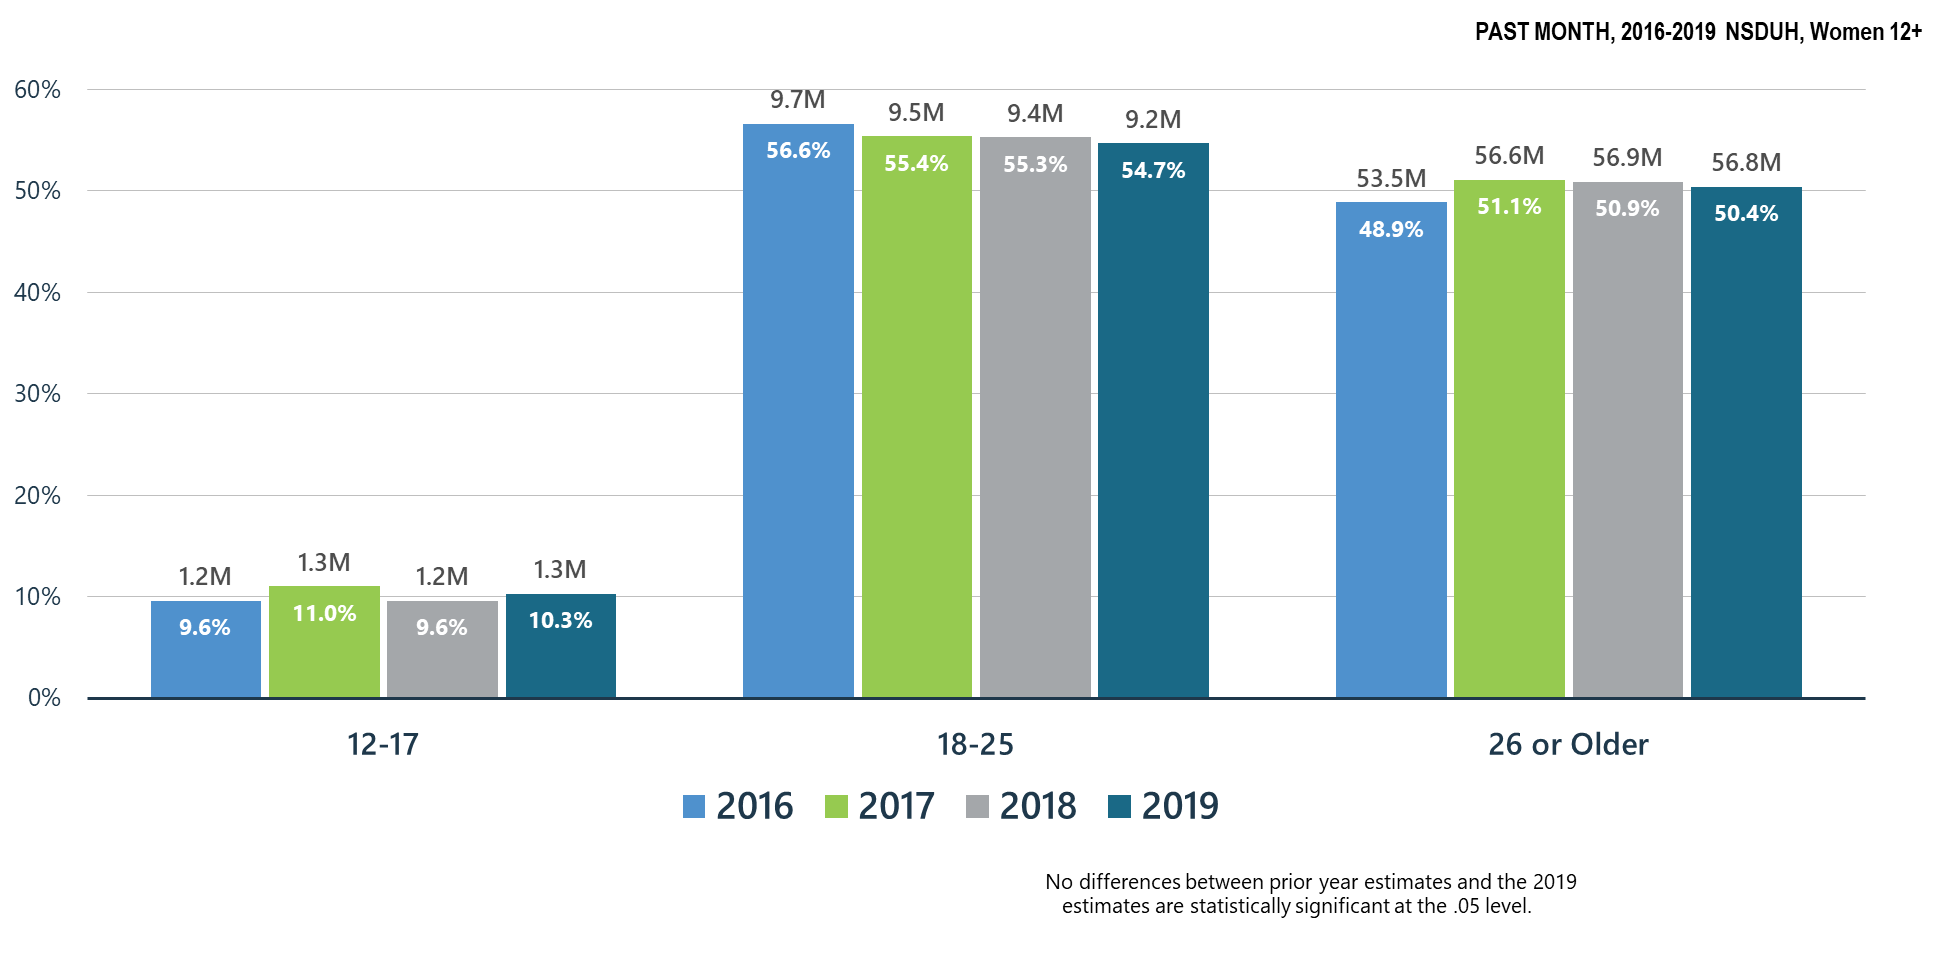 PAST MONTH, 2016-2019 NSDUH, Women 12+
60%
50%
40%
30%
20%
10%
0%
1.2M
9.6%
1.3M
11.0%
1.2M
9.6%
1.3M
10.3%
9.7M
56.6%
9.5M
55.4%
9.4M
55.3%
9.2M
54.7%
53.5M
48.9%
56.6M
51.1%
56.9M
50.9%
56.8M
50.4%
12-17
18-25
26 or Older
2016
2017
2018
2019
No differences between prior year estimates and the 2019
estimates are statistically significant at the .05 level.